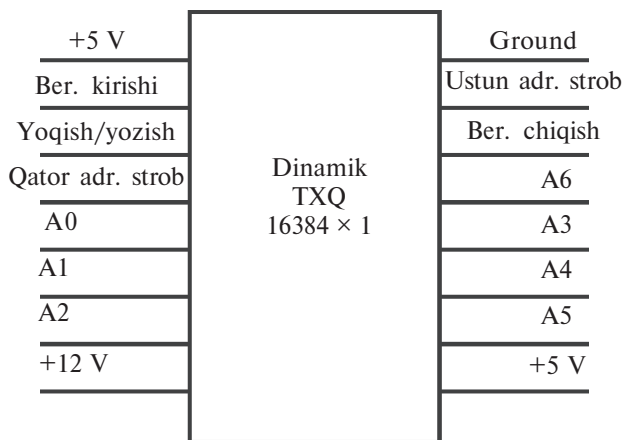 +5 V
Ber. kirishi
Yoqish/yozish
Qator adr. strob
A0
A1
A2
+12 V
Dinamik
TXQ
16384 × 1
Ground
Ustun adr. strob
Ber. chiqish
A6
A3
A4
A5
+5 V